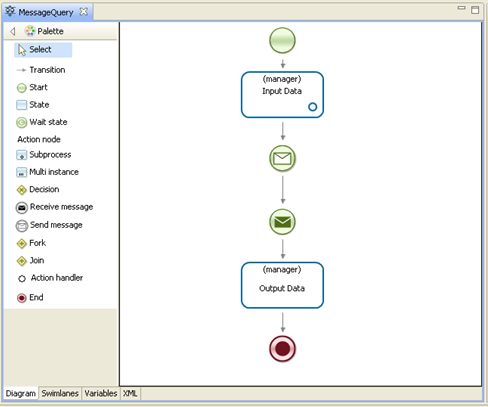 MessageQuery
Palette
Select
Transition
Start
State
Wait state
Action node
Subprocess
Multi instance
Decision
Receive message
Send message
Fork
Join
Action handler
End
(manager)
Input Data
(manager)
Output Data
Diagram Swimlanes Variables XML